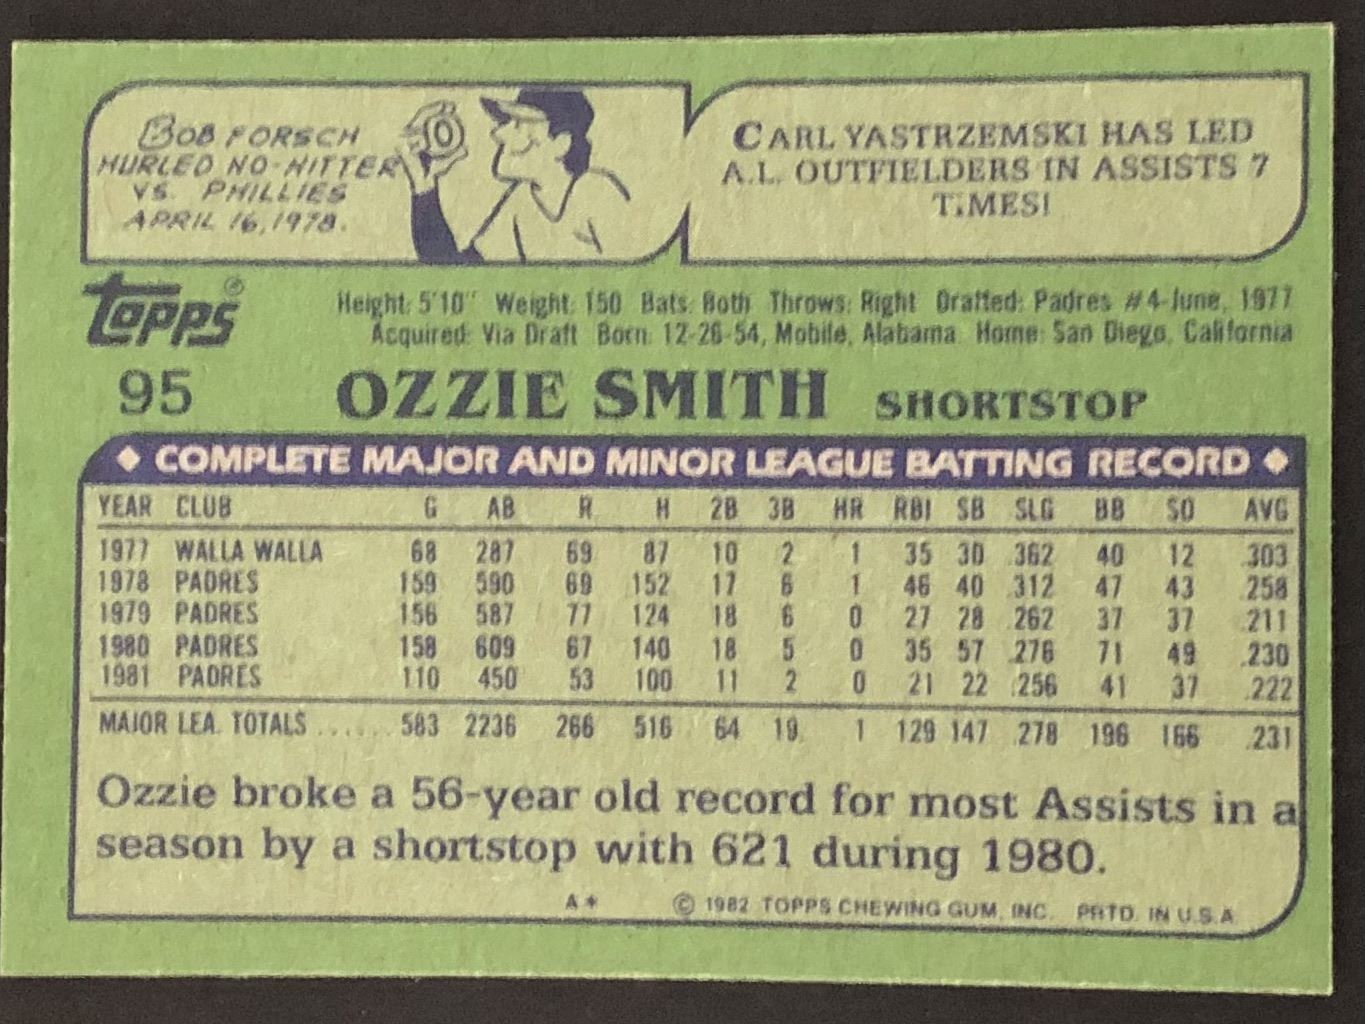 BOB FORSCH
HURLED NO-HITTER
VS. PHILLIES
APRIL 16, 1978.
CARL YASTRZEMSKI HAS LED
A.L. OUTFIELDERS IN ASSISTS 7
TIMES!
TOPPS®
Height: 5'10" Weight: 150 Bats: Both Throws: Right Drafted: Padres #4-June, 1977
Acquired: Via Draft Born: 12-26-54, Mobile, Alabama Home: San Diego, California
95 OZZIE SMITH SHORTSTOP
♦ COMPLETE MAJOR AND MINOR LEAGUE BATTING RECORD ♦
YEAR CLUB G AB R H 2B 3B HR RBI SB SLG BB SO AVG
1977 WALLA WALLA 68 287 69 87 10 2 1 35 30 .362 40 12 .303
1978 PADRES 159 590 69 152 17 6 1 46 40 .312 47 43 .258
1979 PADRES 156 587 77 124 18 6 0 27 28 .262 37 37 .211
1980 PADRES 158 609 67 140 18 5 0 35 57 .276 71 49 .230
1981 PADRES 110 450 53 100 11 2 0 21 22 .256 41 37 .222
MAJOR LEA. TOTALS ...... 583 2236 266 516 64 19 1 129 147 .278 196 166 .231
Ozzie broke a 56-year old record for most Assists in a
season by a shortstop with 621 during 1980.
A* © 1982 TOPPS CHEWING GUM, INC. PRTD. IN U.S.A.